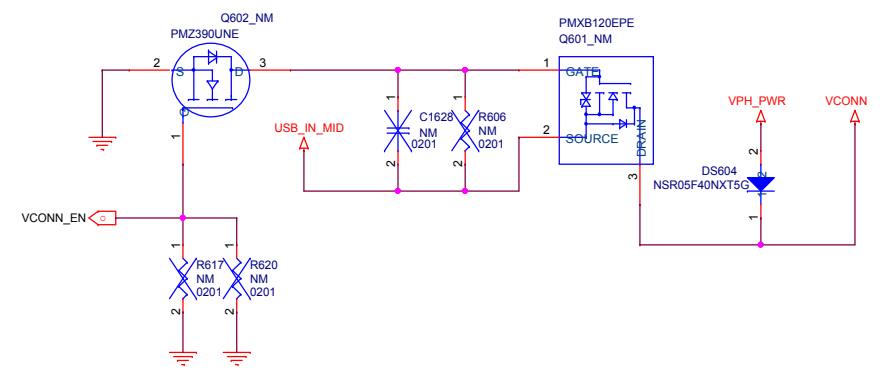 Q602_NM
PMZ390UNE
2
S
D
3
G
1
PMXB120EPE
Q601_NM
1
GATE
2
SOURCE
DRAIN
3
USB_IN_MID
1
C1628
NM
0201
2
1
R606
NM
0201
2
VPH_PWR
VCONN
2
DS604
NSR05F40NXT5G
1 2
1
VCONN_EN
1
R617
NM
0201
2
1
R620
NM
0201
2